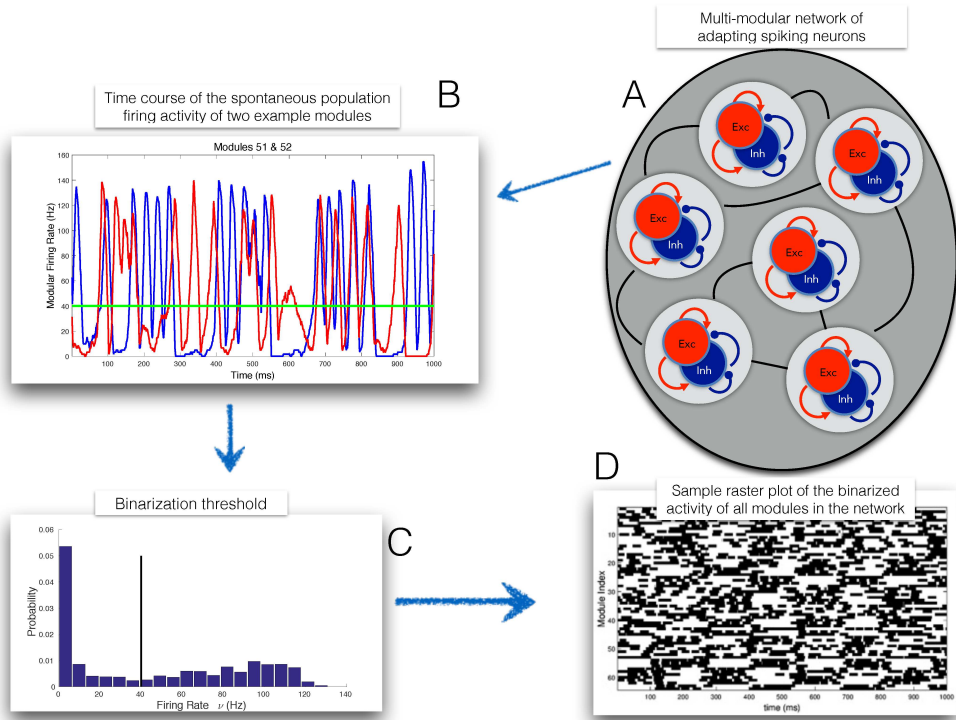 Multi-modular network of
adapting spiking neurons
A
Exc
Inh
Exc
Inh
Exc
Inh
Exc
Inh
Exc
Inh
Exc
Inh
B
Time course of the spontaneous population
firing activity of two example modules
Modules 51 & 52
Modular Firing Rate (Hz)
160
140
120
100
80
60
40
20
0
100 200 300 400 500 600 700 800 900 1000
Time (ms)
C
Binarization threshold
Probability
0.06
0.05
0.04
0.03
0.02
0.01
0
0 20 40 60 80 100 120 140
Firing Rate ν (Hz)
D
Sample raster plot of the binarized
activity of all modules in the network
Module Index
10
20
30
40
50
60
100 200 300 400 500 600 700 800 900 1000
time (ms)